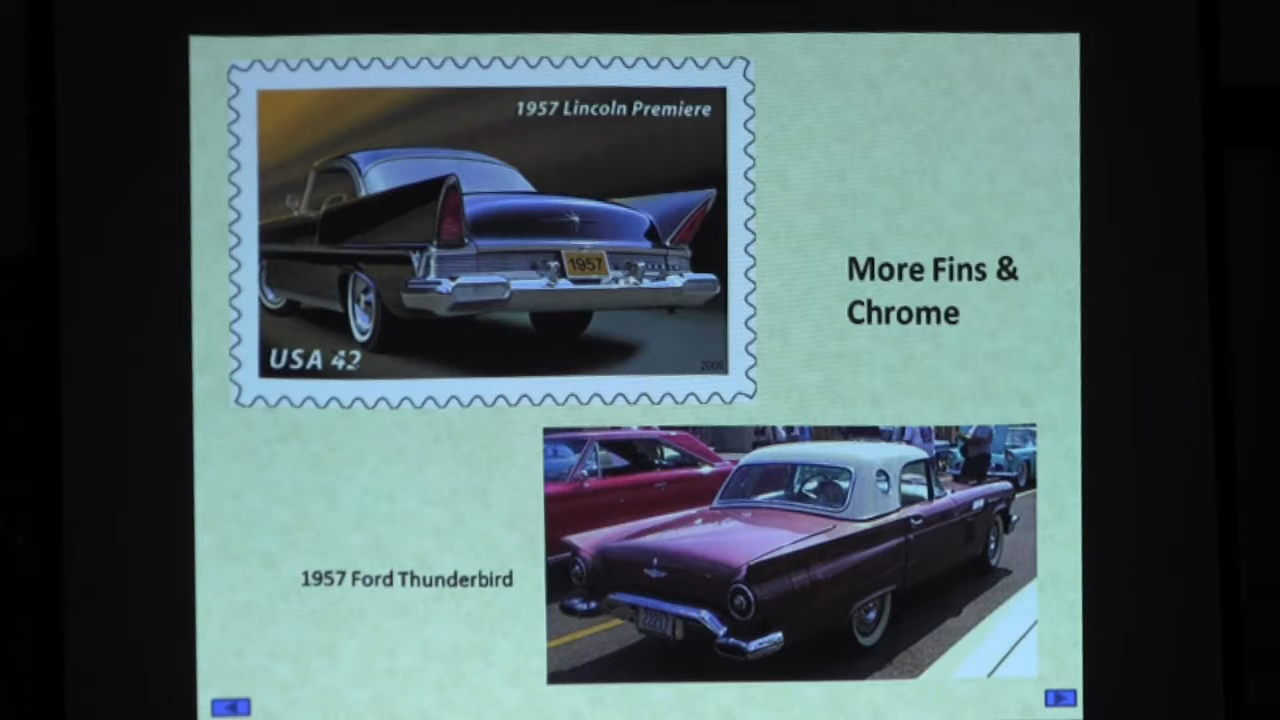 1957 Lincoln Premiere
1957
USA 42
2008
More Fins &
Chrome
1957 Ford Thunderbird